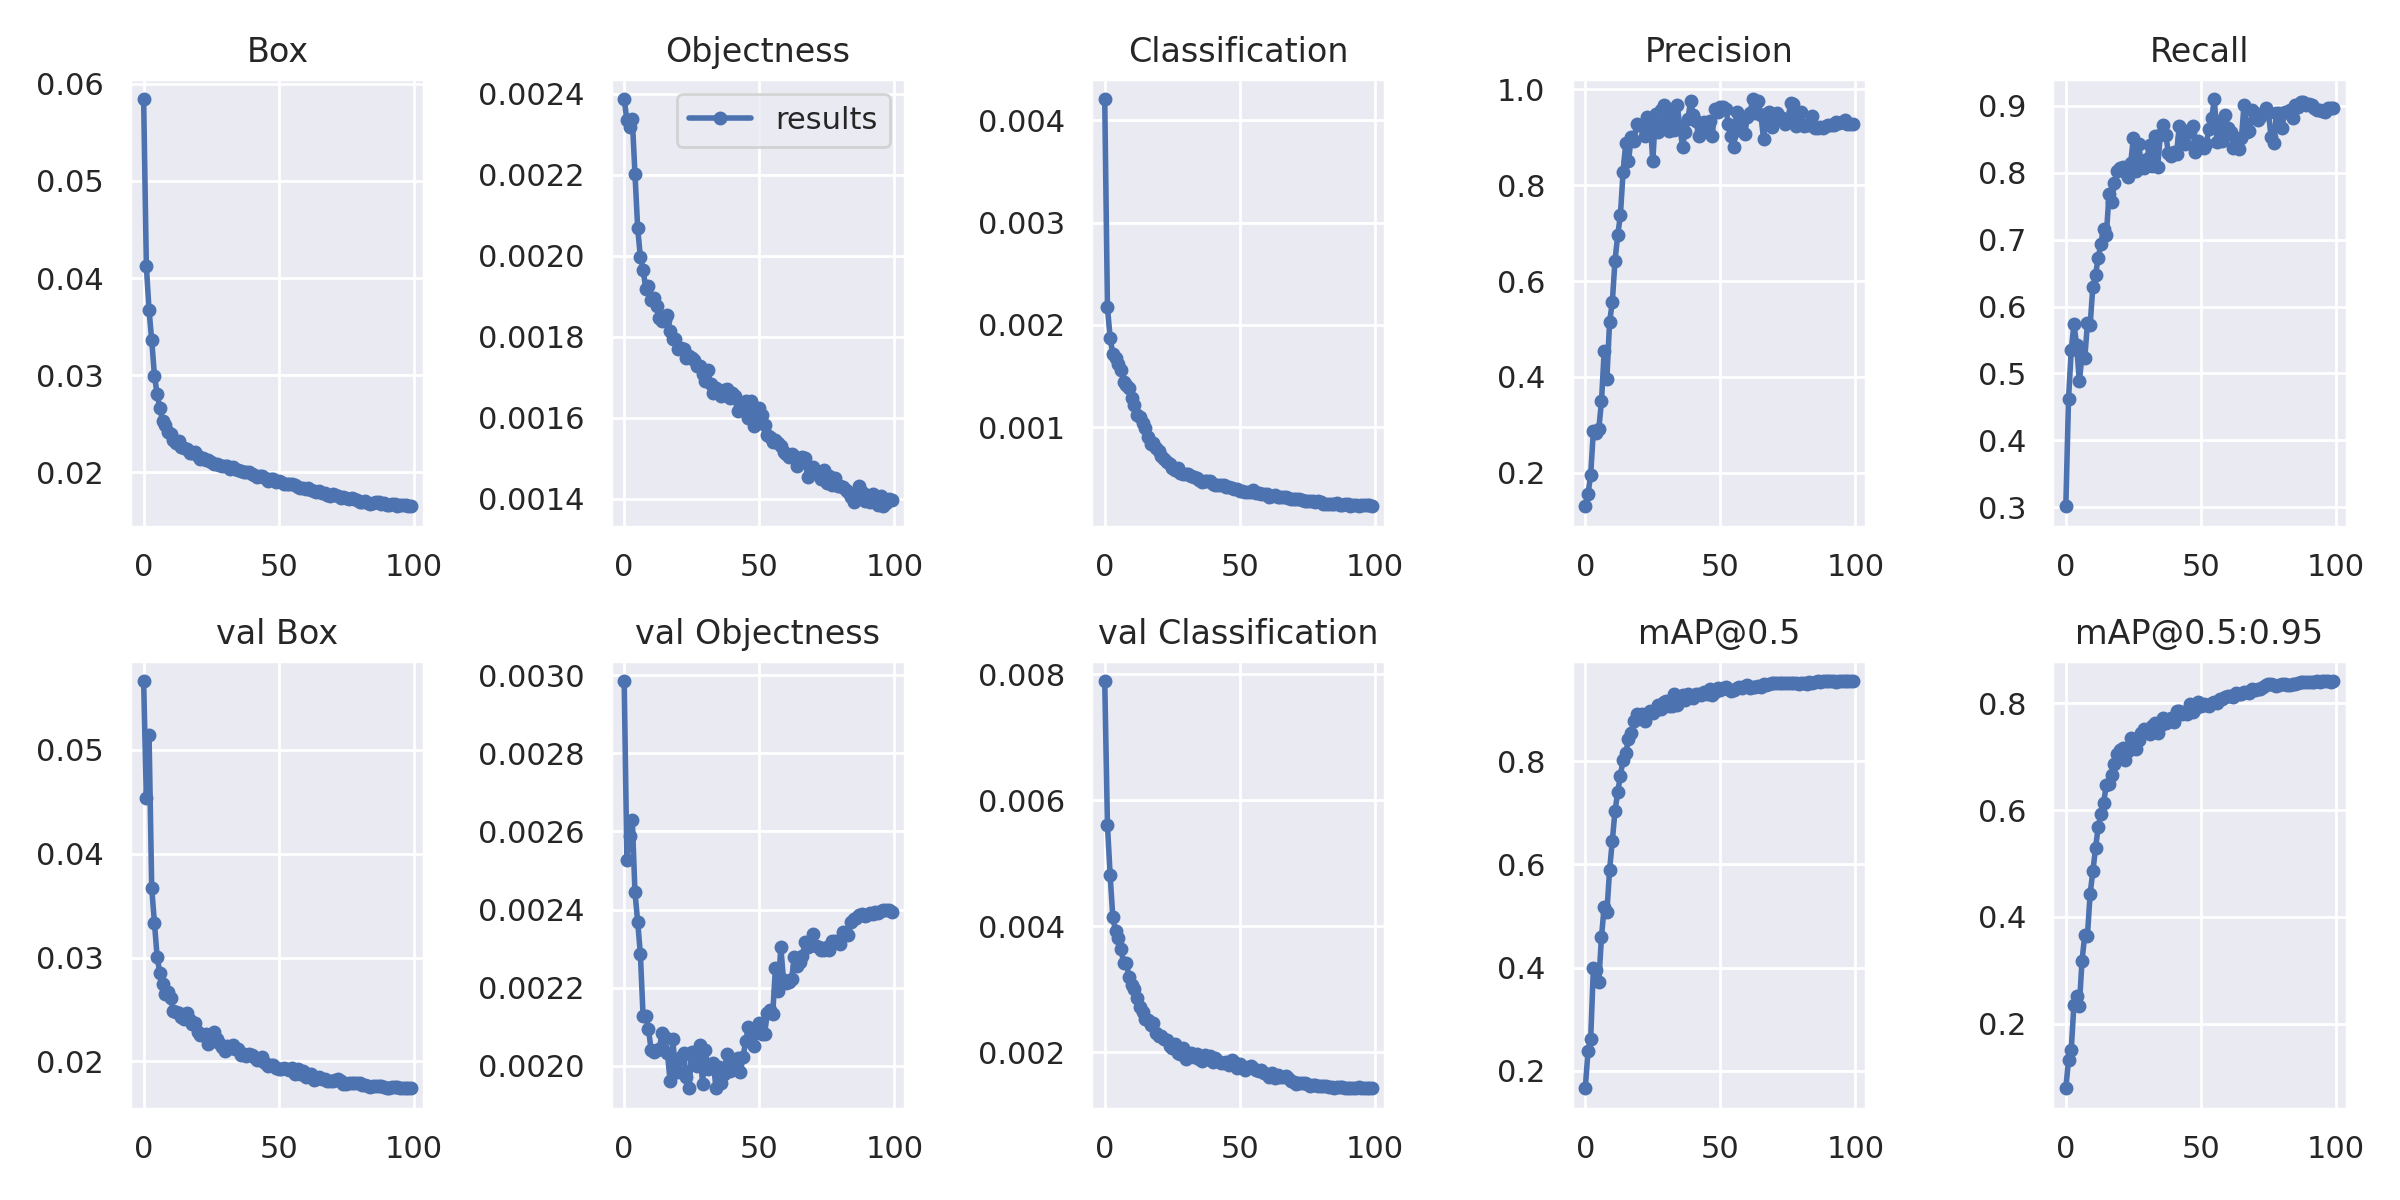 Box
0.06
0.05
0.04
0.03
0.02
0 50 100
Objectness
results
0.0024
0.0022
0.0020
0.0018
0.0016
0.0014
0 50 100
Classification
0.004
0.003
0.002
0.001
0 50 100
Precision
1.0
0.8
0.6
0.4
0.2
0 50 100
Recall
0.9
0.8
0.7
0.6
0.5
0.4
0.3
0 50 100
val Box
0.05
0.04
0.03
0.02
0 50 100
val Objectness
0.0030
0.0028
0.0026
0.0024
0.0022
0.0020
0 50 100
val Classification
0.008
0.006
0.004
0.002
0 50 100
mAP@0.5
0.8
0.6
0.4
0.2
0 50 100
mAP@0.5:0.95
0.8
0.6
0.4
0.2
0 50 100